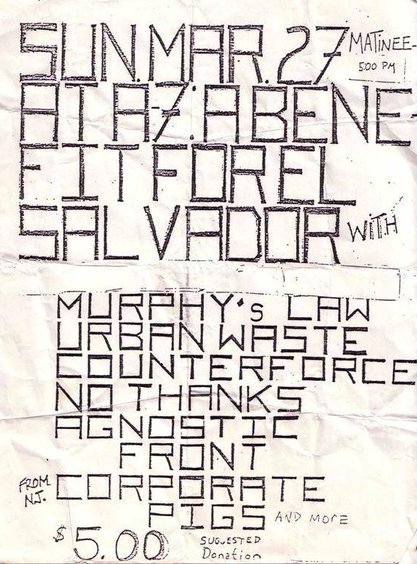 SUN. MAR. 27 MATINEE
5:00 PM
AT A-7: A BENE-
FIT FOR EL
SALVADOR WITH
MURPHY'S LAW
URBAN WASTE
COUNTERFORCE
NO THANKS
AGNOSTIC
FRONT
FROM N.J. CORPORATE
PIGS AND MORE
$5.00 SUGGESTED
Donation